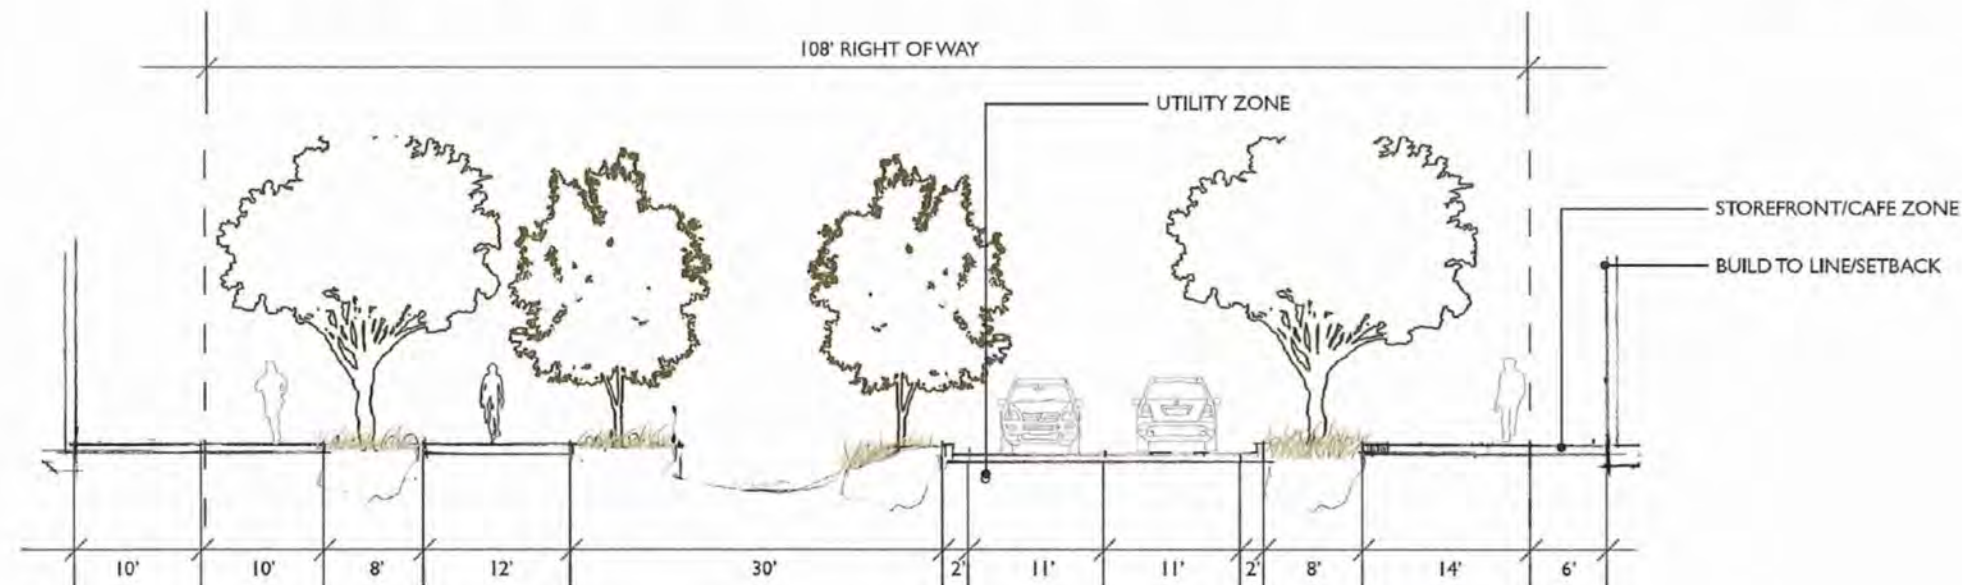 108' RIGHT OF WAY
UTILITY ZONE
STOREFRONT/CAFE ZONE
BUILD TO LINE/SETBACK
10' 10' 8' 12' 30' 2' 11' 11' 2' 8' 14' 6'